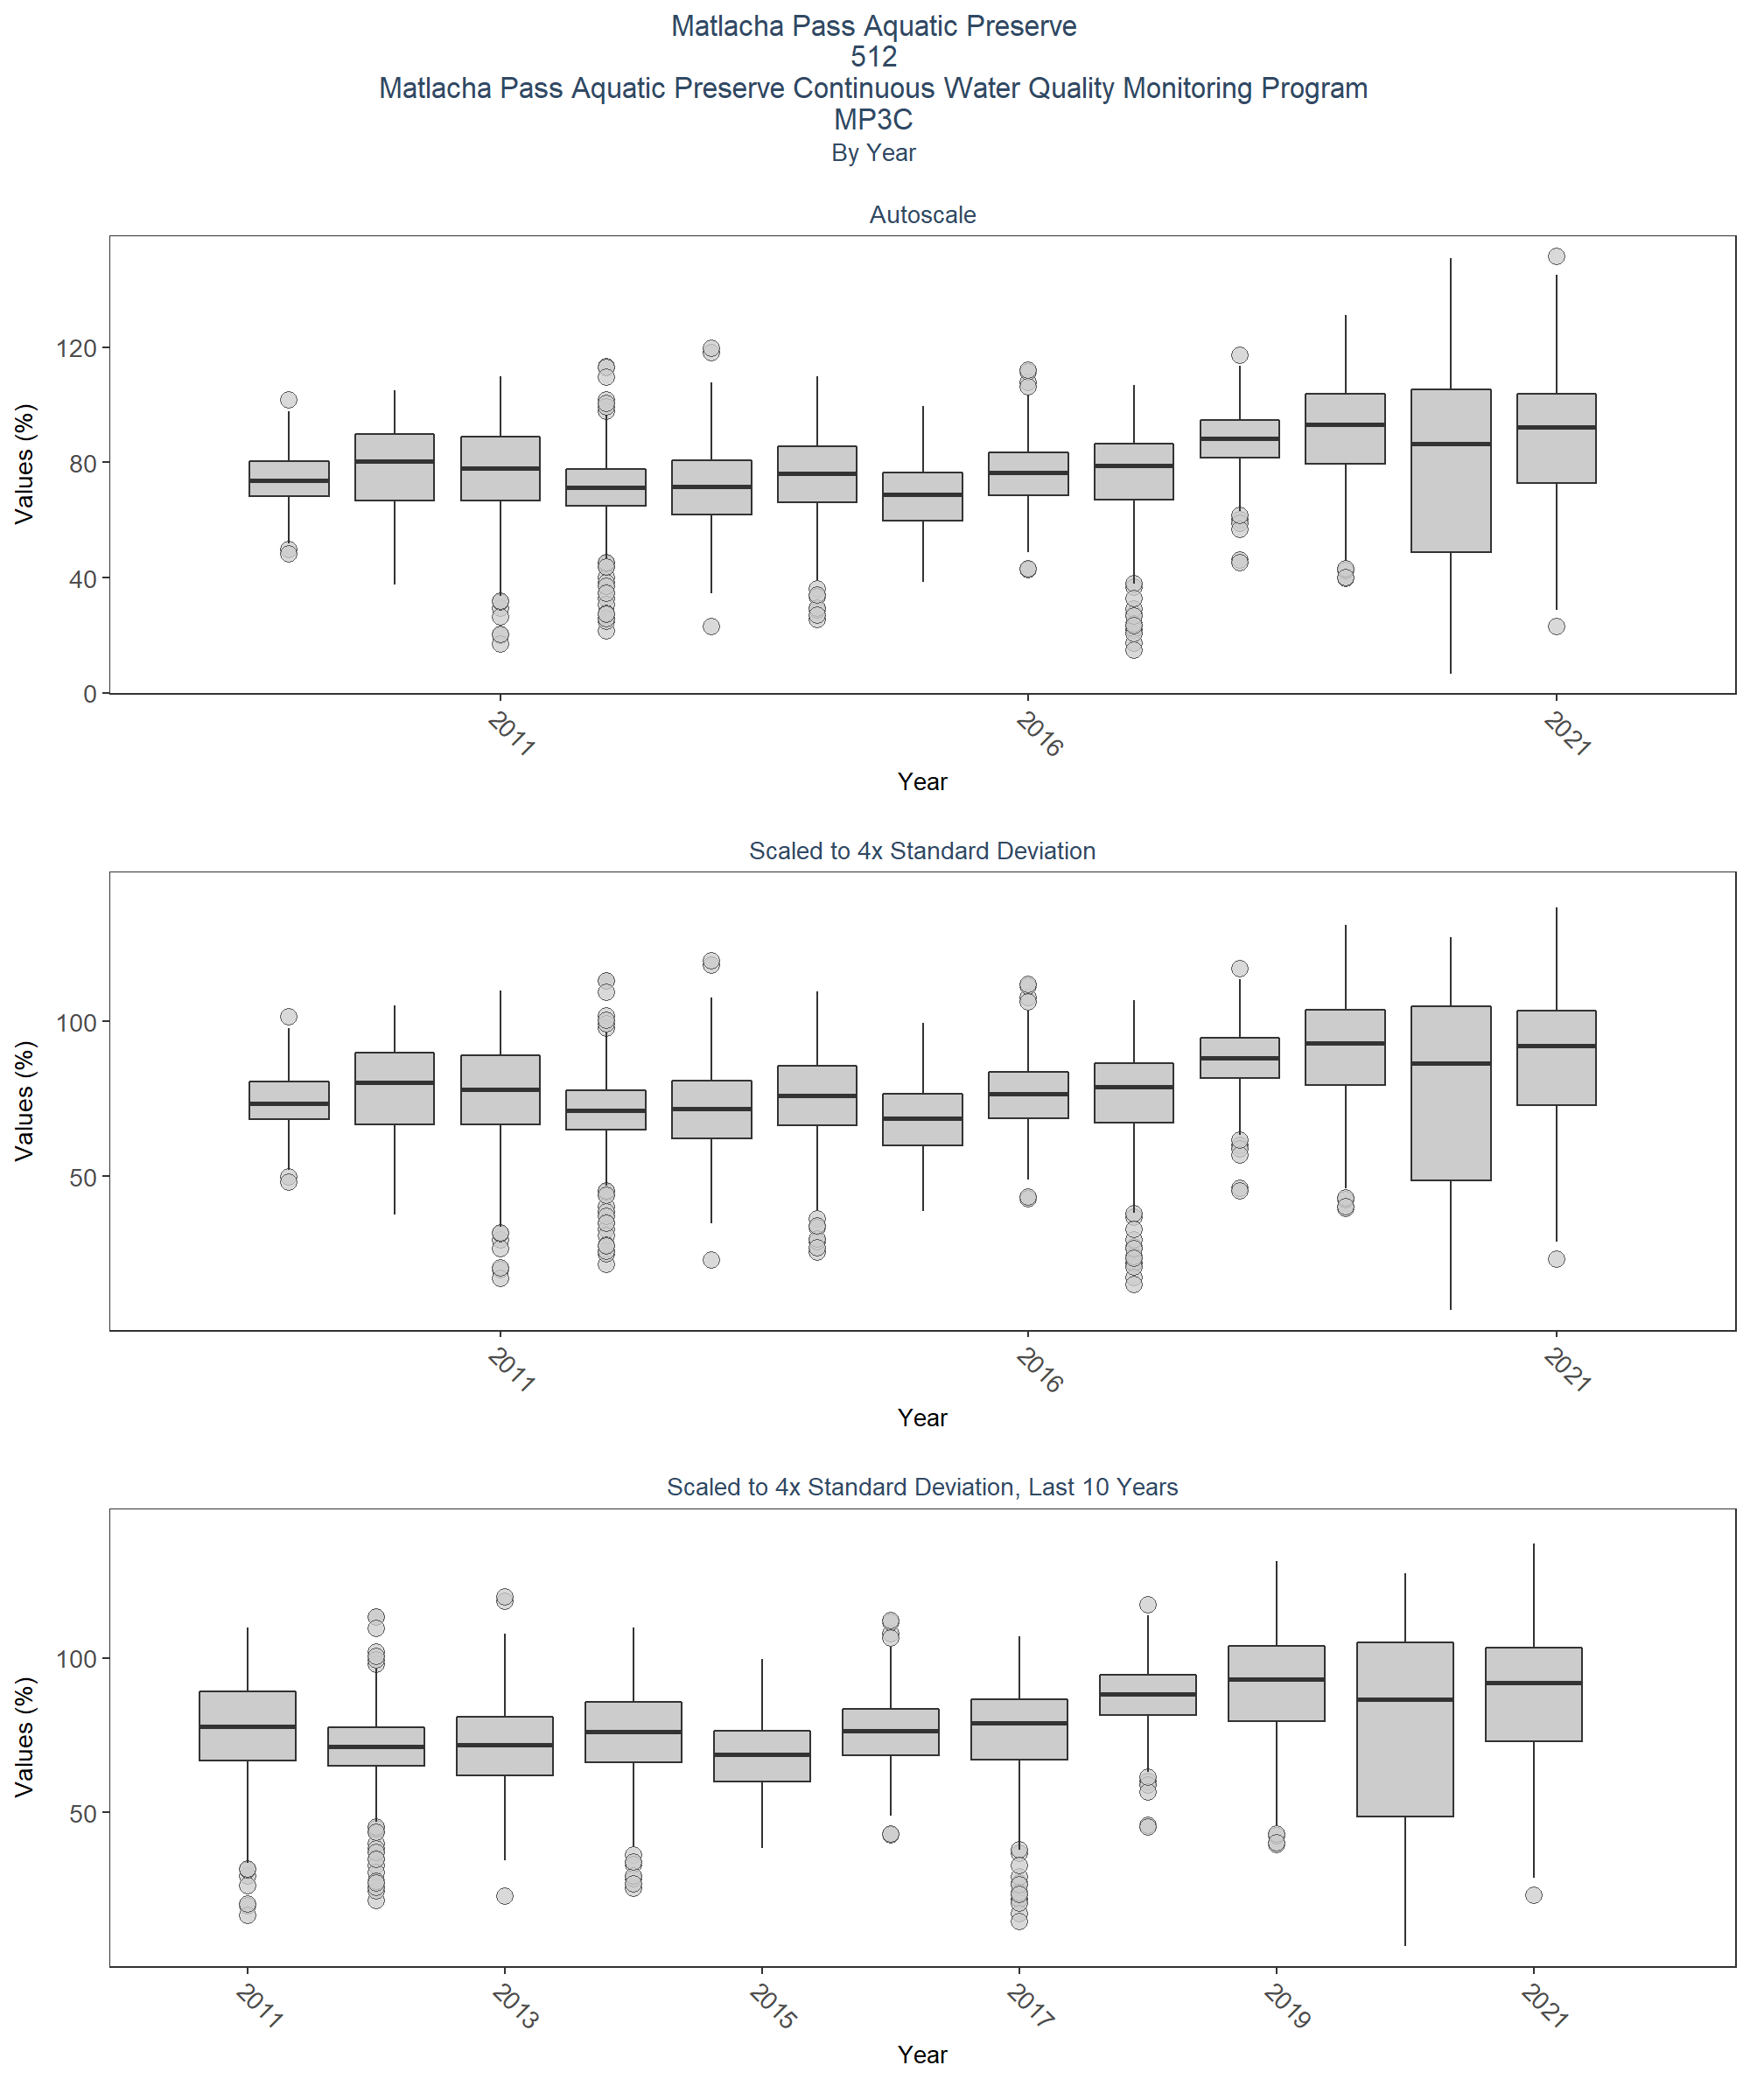 Matlacha Pass Aquatic Preserve
512
Matlacha Pass Aquatic Preserve Continuous Water Quality Monitoring Program
MP3C
By Year
Autoscale
Values (%)
120
80
40
0
2011
2016
2021
Year
Scaled to 4x Standard Deviation
Values (%)
100
50
2011
2016
2021
Year
Scaled to 4x Standard Deviation, Last 10 Years
Values (%)
100
50
2011
2013
2015
2017
2019
2021
Year